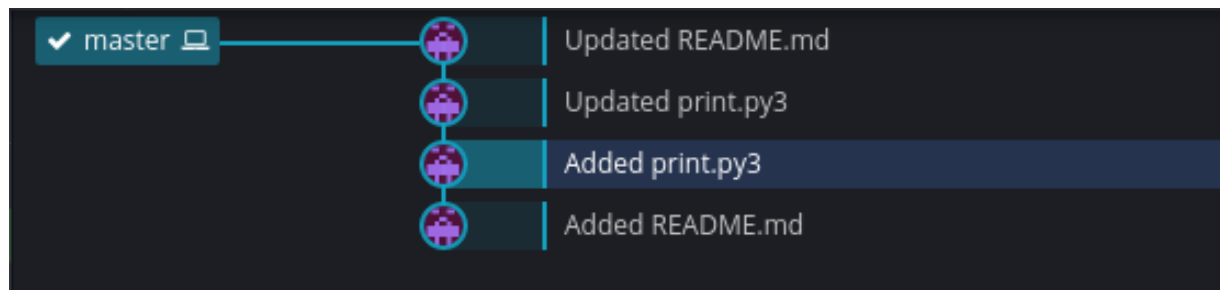 master
Updated README.md
Updated print.py3
Added print.py3
Added README.md